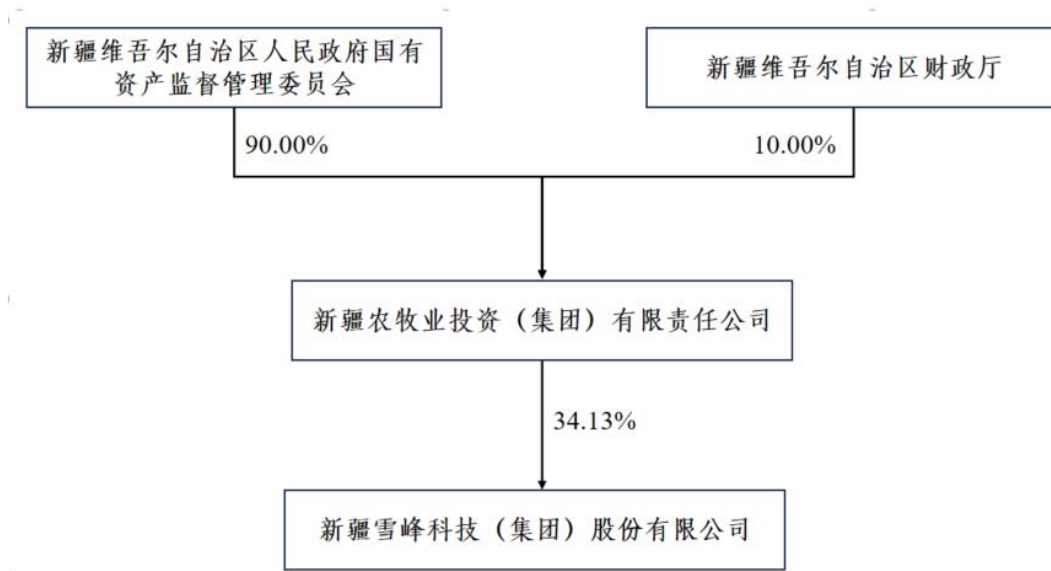 新疆维吾尔自治区人民政府国有
资产监督管理委员会
新疆维吾尔自治区财政厅
90.00%
10.00%
新疆农牧业投资（集团）有限责任公司
34.13%
新疆雪峰科技（集团）股份有限公司